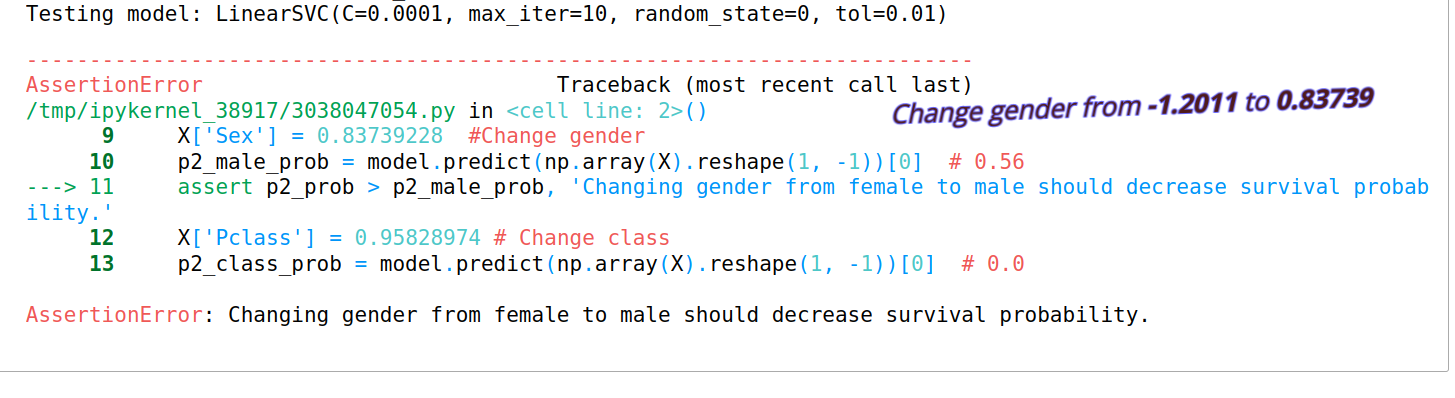 Testing model: LinearSVC(C=0.0001, max_iter=10, random_state=0, tol=0.01)
---------------------------------------------------------------------------
AssertionError                            Traceback (most recent call last)
/tmp/ipykernel_38917/3038047054.py in <cell line: 2>()
Change gender from -1.2011 to 0.83739
      9     X['Sex'] = 0.83739228  #Change gender
     10     p2_male_prob = model.predict(np.array(X).reshape(1, -1))[0]  # 0.56
---> 11     assert p2_prob > p2_male_prob, 'Changing gender from female to male should decrease survival probab
ility.'
     12     X['Pclass'] = 0.95828974 # Change class
     13     p2_class_prob = model.predict(np.array(X).reshape(1, -1))[0]  # 0.0
AssertionError: Changing gender from female to male should decrease survival probability.